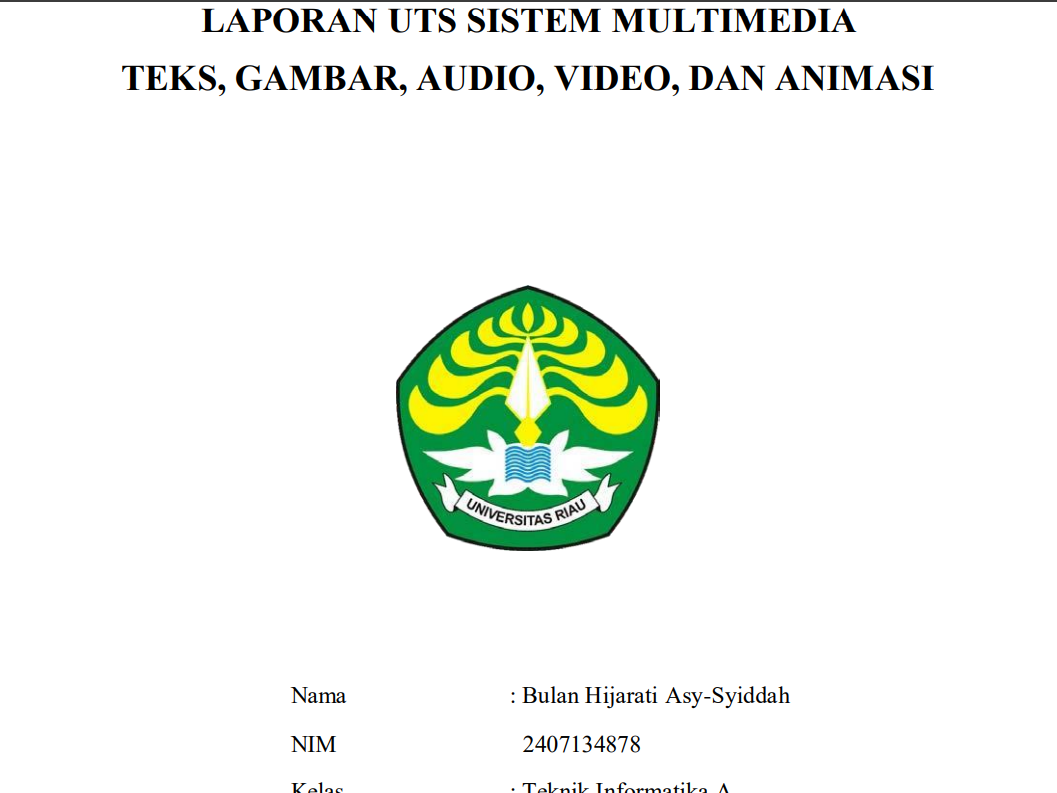 LAPORAN UTS SISTEM MULTIMEDIA
TEKS, GAMBAR, AUDIO, VIDEO, DAN ANIMASI
UNIVERSITAS RIAU
Nama : Bulan Hijarati Asy-Syiddah
NIM 2407134878
Kelas : Teknik Informatika A